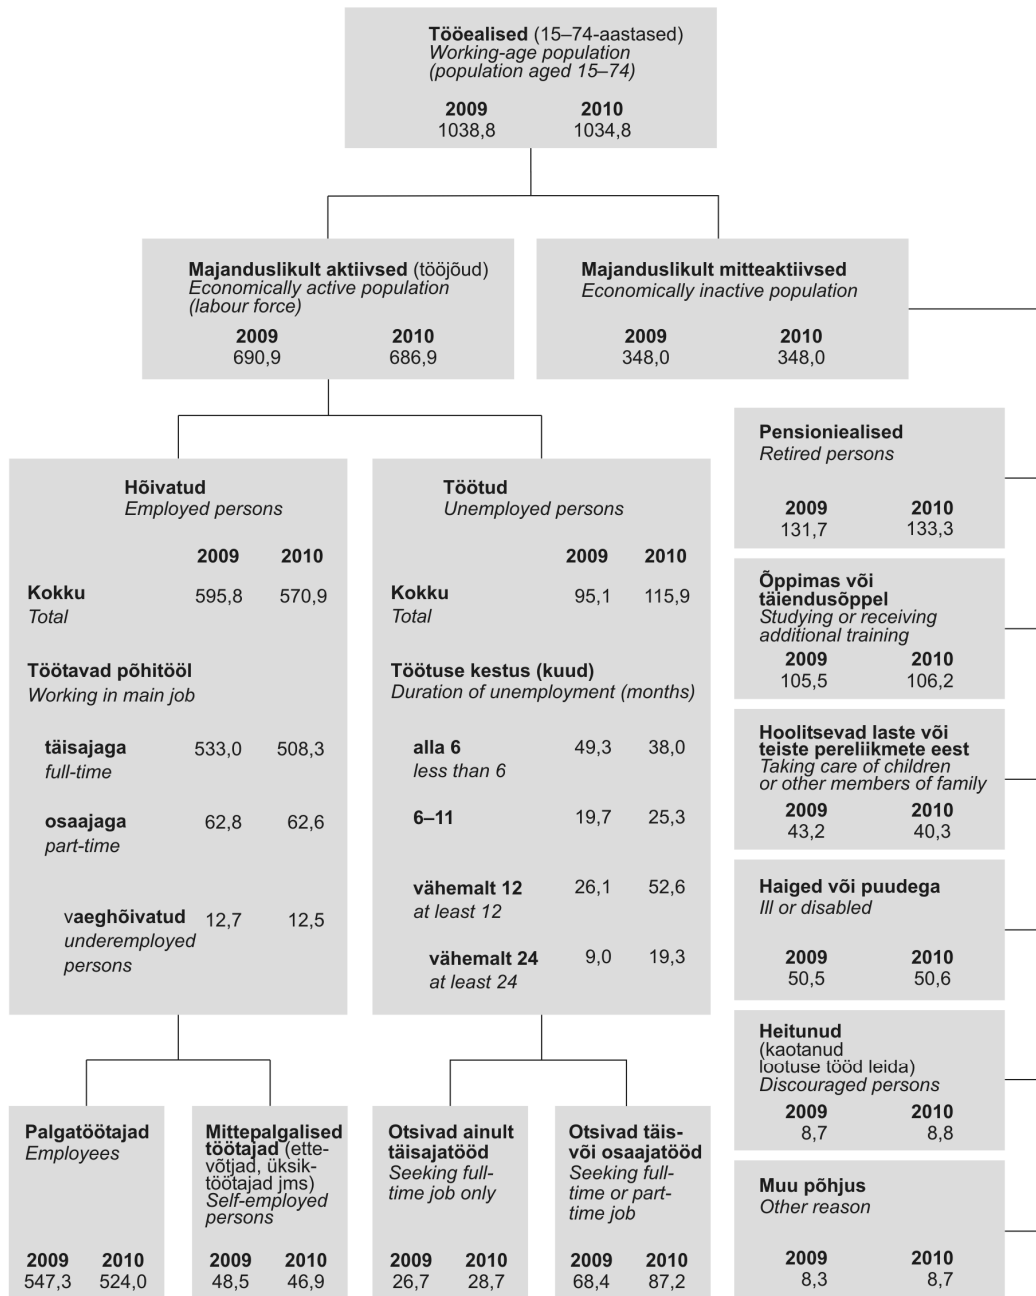 Tööealised (15–74-aastased)
Working-age population
(population aged 15–74)
2009 2010
1038,8 1034,8
Majanduslikult aktiivsed (tööjõud)
Economically active population
(labour force)
2009 2010
690,9 686,9
Majanduslikult mitteaktiivsed
Economically inactive population
2009 2010
348,0 348,0
Hõivatud
Employed persons
2009 2010
Kokku 595,8 570,9
Total
Töötavad põhitööl
Working in main job
täisajaga 533,0 508,3
full-time
osaajaga 62,8 62,6
part-time
vaeghõivatud 12,7 12,5
underemployed
persons
Töötud
Unemployed persons
2009 2010
Kokku 95,1 115,9
Total
Töötuse kestus (kuud)
Duration of unemployment (months)
alla 6 49,3 38,0
less than 6
6–11 19,7 25,3
vähemalt 12 26,1 52,6
at least 12
vähemalt 24 9,0 19,3
at least 24
Pensioniealised
Retired persons
2009 2010
131,7 133,3
Õppimas või
täiendusõppel
Studying or receiving
additional training
2009 2010
105,5 106,2
Hoolitsevad laste või
teiste pereliikmete eest
Taking care of children
or other members of family
2009 2010
43,2 40,3
Haiged või puudega
Ill or disabled
2009 2010
50,5 50,6
Heitunud
(kaotanud
lootuse tööd leida)
Discouraged persons
2009 2010
8,7 8,8
Muu põhjus
Other reason
2009 2010
8,3 8,7
Palgatöötajad
Employees
2009 2010
547,3 524,0
Mittepalgalised
töötajad (ette-
võtjad, üksik-
töötajad jms)
Self-employed
persons
2009 2010
48,5 46,9
Otsivad ainult
täisajatööd
Seeking full-
time job only
2009 2010
26,7 28,7
Otsivad täis-
või osaajatööd
Seeking full-
time or part-
time job
2009 2010
68,4 87,2